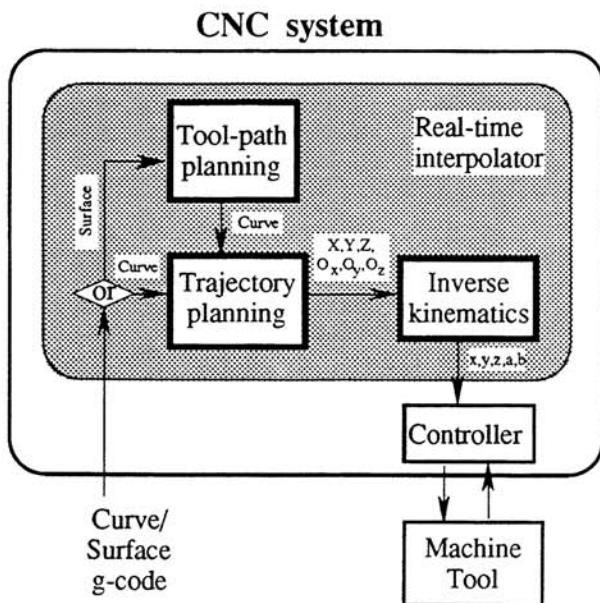 CNC system
Tool-path
planning
Real-time
interpolator
Surface
Curve
Curve
or
Trajectory
planning
X,Y,Z,
Ox,Oy,Oz
Inverse
kinematics
x,y,z,a,b
Controller
Curve/
Surface
g-code
Machine
Tool